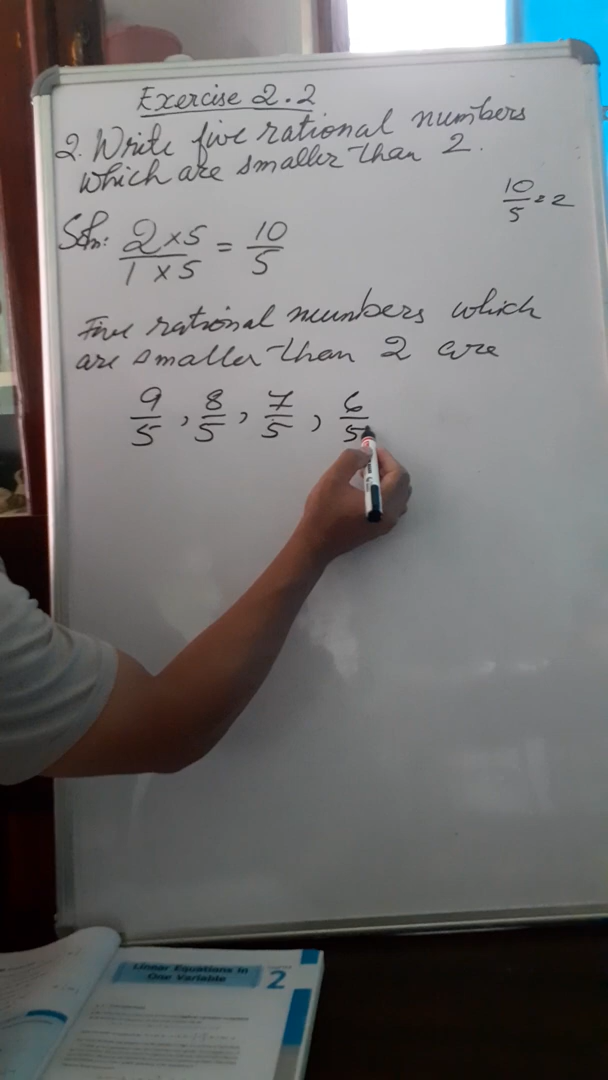 Exercise 2.2
2. Write five rational numbers
which are smaller than 2.
10/5 = 2
Soln: 2 × 5 / 1 × 5 = 10/5
Five rational numbers which
are smaller than 2 are
9/5, 8/5, 7/5, 6/5
Linear Equations in
One Variable
2